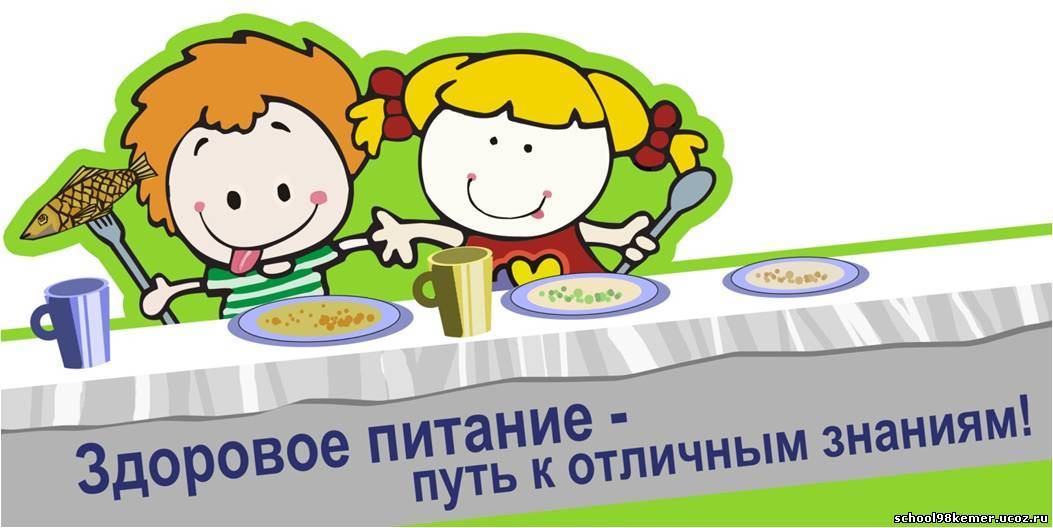 Здоровое питание -
путь к отличным знаниям!
school98kemer.ucoz.ru